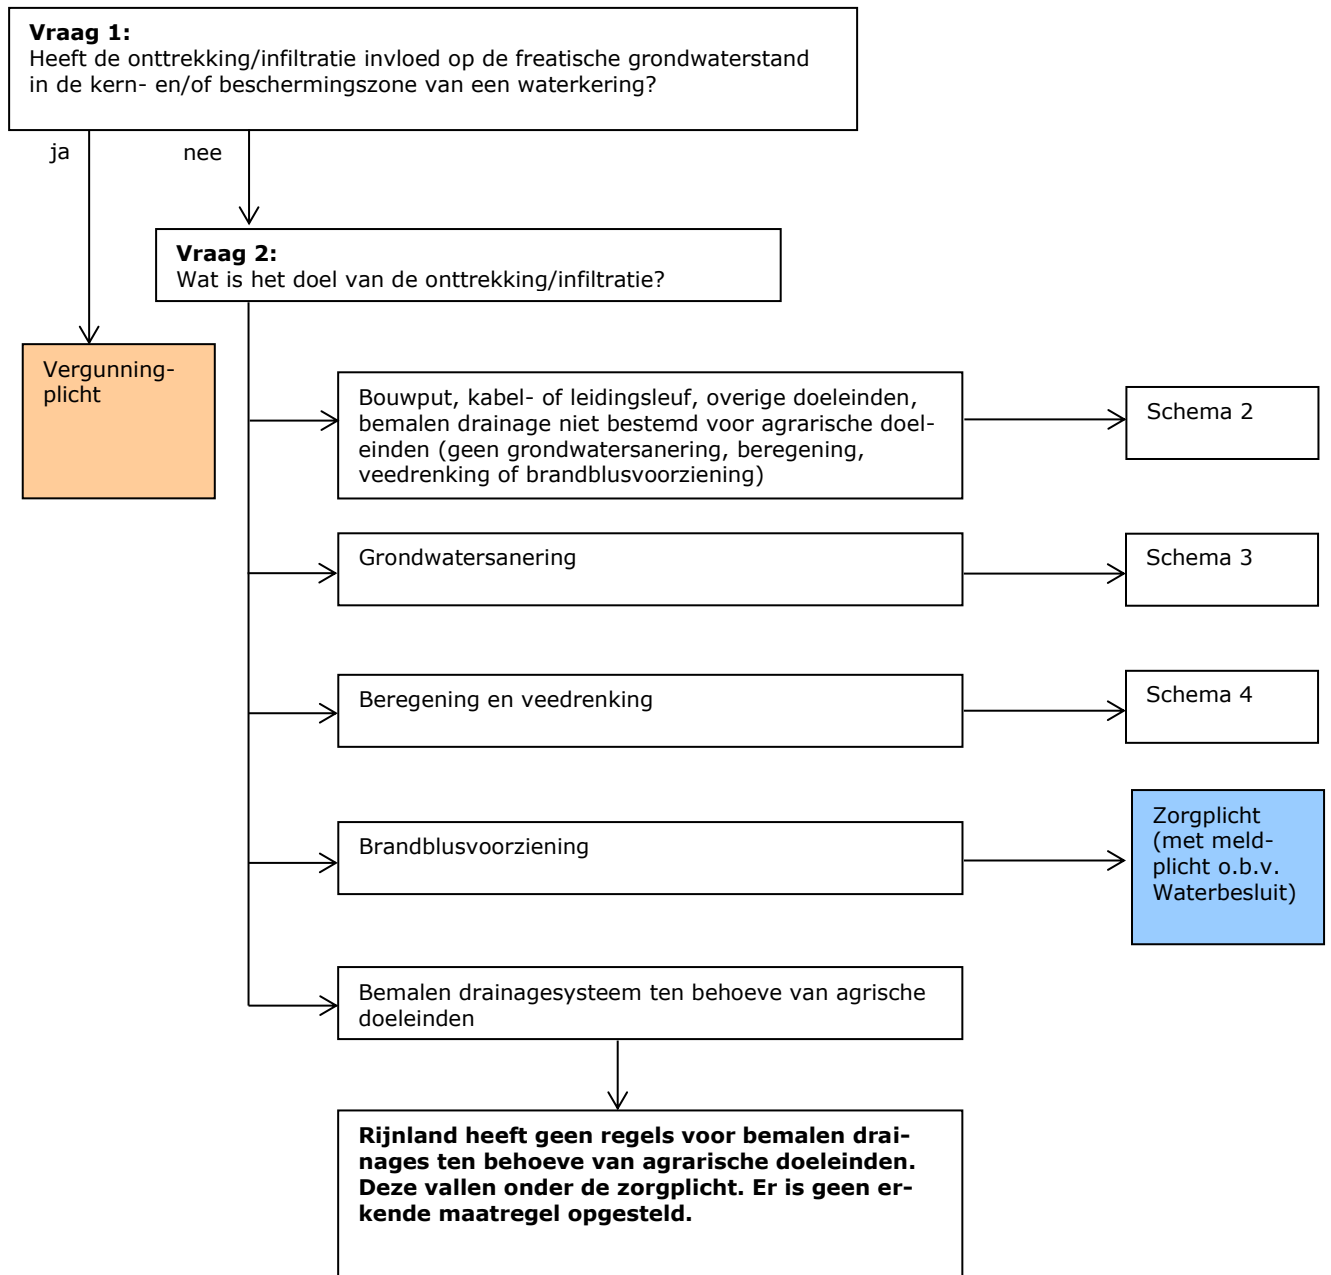 Vraag 1:
Heeft de onttrekking/infiltratie invloed op de freatische grondwaterstand
in de kern- en/of beschermingszone van een waterkering?
ja
nee
Vraag 2:
Wat is het doel van de onttrekking/infiltratie?
Vergunning-
plicht
Bouwput, kabel- of leidingsleuf, overige doeleinden,
bemalen drainage niet bestemd voor agrarische doel-
einden (geen grondwatersanering, beregening,
veedrenking of brandblusvoorziening)
Schema 2
Grondwatersanering
Schema 3
Beregening en veedrenking
Schema 4
Brandblusvoorziening
Zorgplicht
(met meld-
plicht o.b.v.
Waterbesluit)
Bemalen drainagesysteem ten behoeve van agrische
doeleinden
Rijnland heeft geen regels voor bemalen drai-
nages ten behoeve van agrarische doeleinden.
Deze vallen onder de zorgplicht. Er is geen er-
kende maatregel opgesteld.